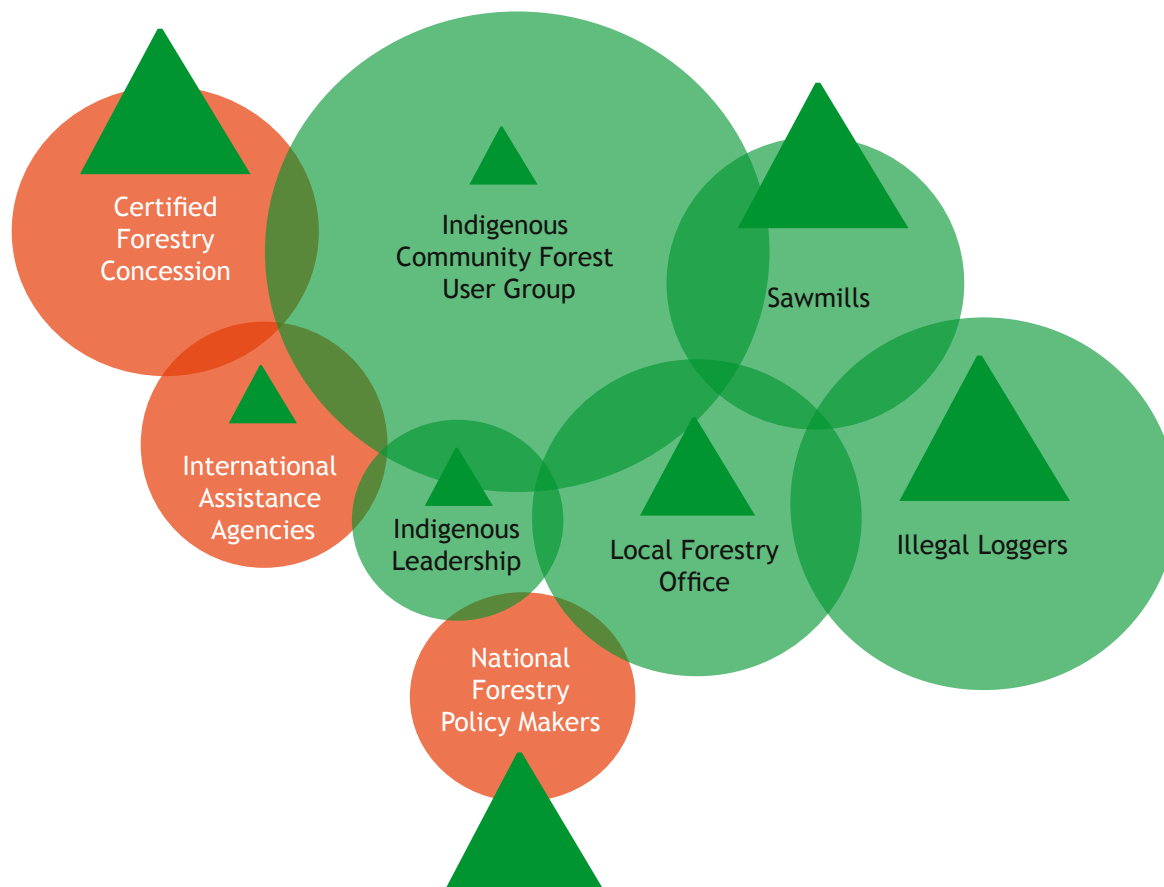 Certified
Forestry
Concession
Indigenous
Community Forest
User Group
Sawmills
International
Assistance
Agencies
Indigenous
Leadership
Local Forestry
Office
Illegal Loggers
National
Forestry
Policy Makers